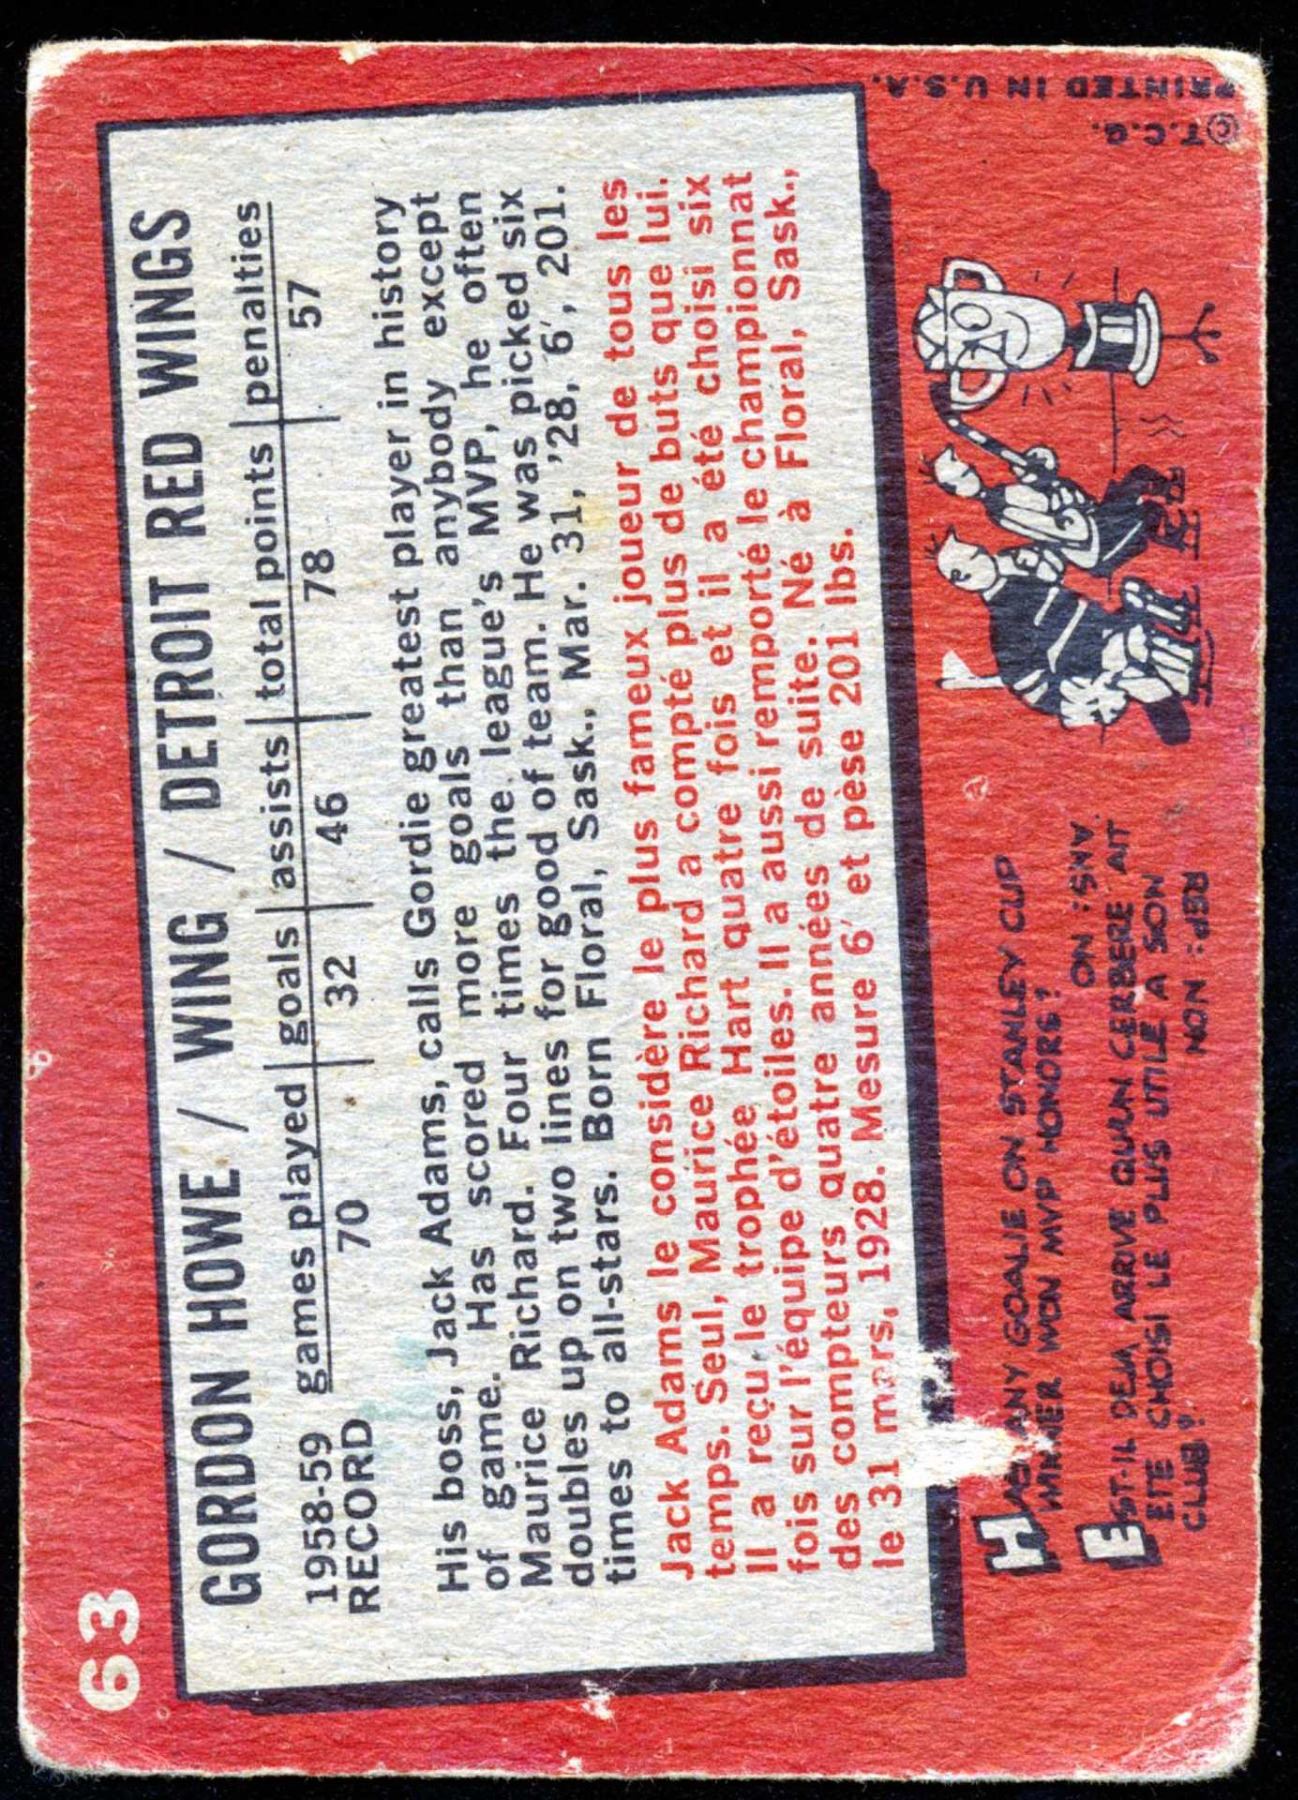 63
GORDON HOWE / WING / DETROIT RED WINGS
1958-59 games played goals assists total points penalties
RECORD 70 32 46 78 57
His boss, Jack Adams, calls Gordie greatest player in history
of game. Has scored more goals than anybody except
Maurice Richard. Four times the league's MVP, he often
doubles up on two lines for good of team. He was picked six
times to all-stars. Born Floral, Sask., Mar. 31, '28, 6', 201.
Jack Adams le considère le plus fameux joueur de tous les
temps. Seul, Maurice Richard a compté plus de buts que lui.
Il a reçu le trophée Hart quatre fois et il a été choisi six
fois sur l'équipe d'étoiles. Il a aussi remporté le championnat
des compteurs quatre années de suite. Né à Floral, Sask.,
le 31 mars, 1928. Mesure 6' et pèse 201 lbs.
HAS ANY GOALIE ON STANLEY CUP
WINNER WON MVP HONORS?
ANS: NO
EST-IL DEJA ARRIVE QU'UN CERBERE AIT
ETE CHOISI LE PLUS UTILE A SON
CLUB?
REP: NON
©T.C.G.
PRINTED IN U.S.A.